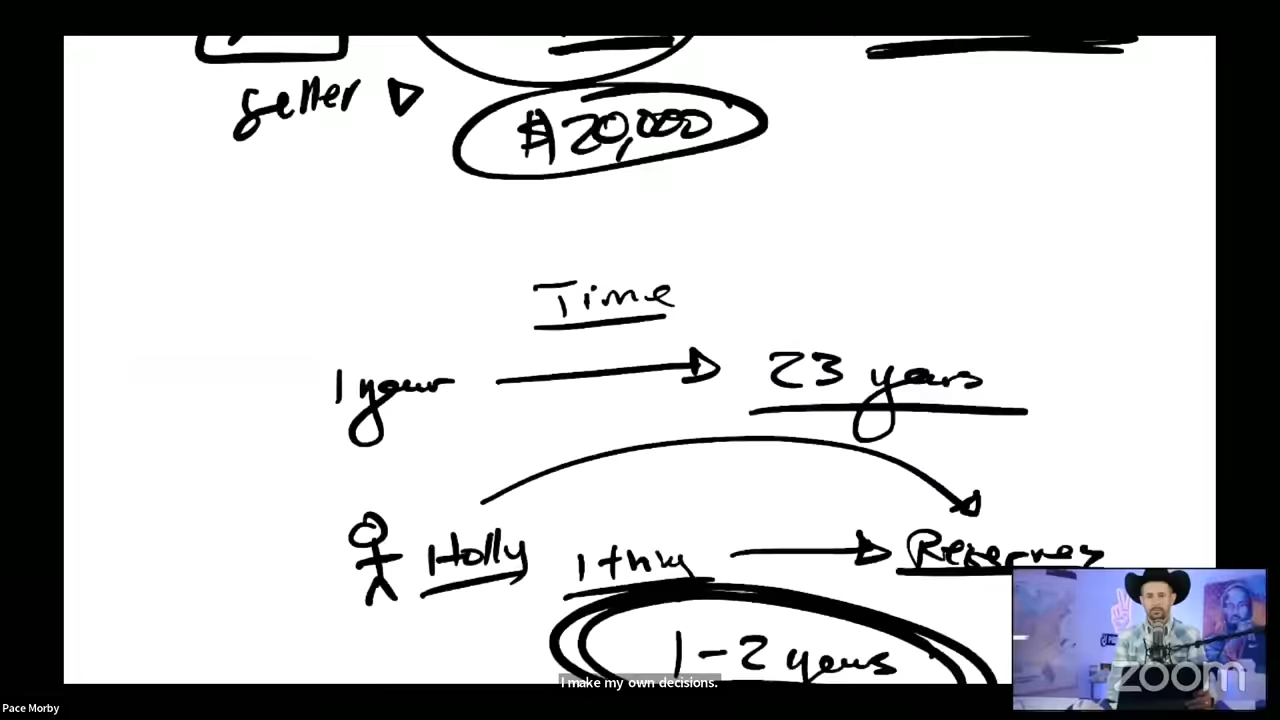 seller
$20,000
Time
1 year 23 years
Holly 1 thing Reserves
1-2 years
I make my own decisions.
zoom
Pace Morby